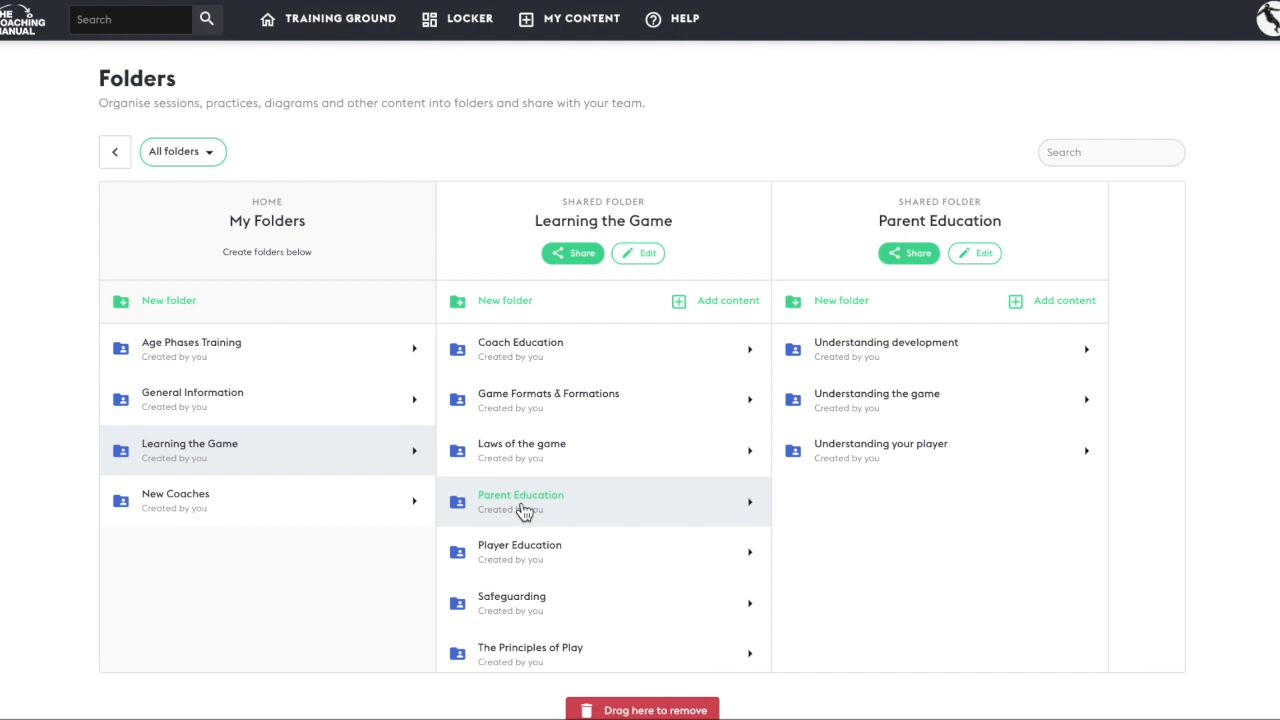 THE
COACHING
MANUAL
Search
TRAINING GROUND
LOCKER
MY CONTENT
HELP
Folders
Organise sessions, practices, diagrams and other content into folders and share with your team.
All folders
Search
HOME
My Folders
Create folders below
New folder
Age Phases Training
Created by you
General Information
Created by you
Learning the Game
Created by you
New Coaches
Created by you
SHARED FOLDER
Learning the Game
Share
Edit
New folder
Add content
Coach Education
Created by you
Game Formats & Formations
Created by you
Laws of the game
Created by you
Parent Education
Created by you
Player Education
Created by you
Safeguarding
Created by you
The Principles of Play
Created by you
SHARED FOLDER
Parent Education
Share
Edit
New folder
Add content
Understanding development
Created by you
Understanding the game
Created by you
Understanding your player
Created by you
Drag here to remove